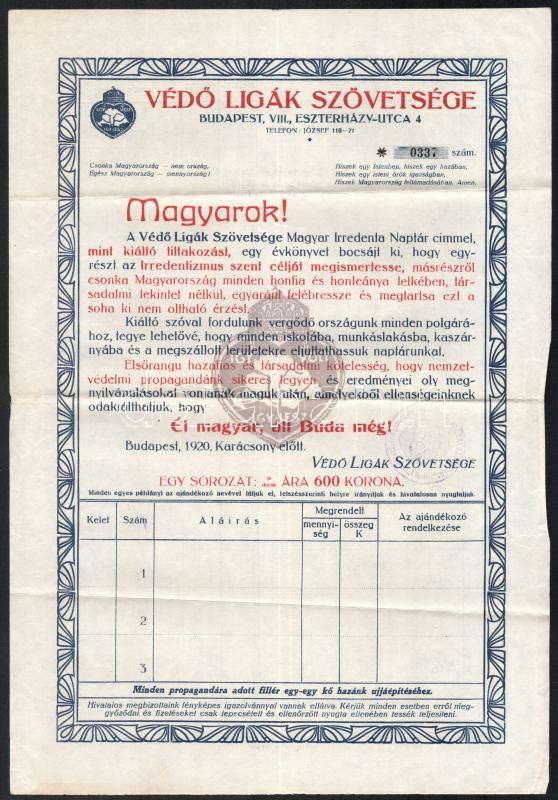 VÉDŐ LIGÁK SZÖVETSÉGE
BUDAPEST, VIII., ESZTERHÁZY-UTCA 4
TELEFON: JÓZSEF 118—71
0337 szám.
Csonka Magyarország — nem ország,
Egész Magyarország — mennyország!
Hiszek egy Istenben, hiszek egy hazában,
Hiszek egy isteni örök igazságban,
Hiszek Magyarország feltámadásában. Amen.
Magyarok!
A Védő Ligák Szövetsége Magyar Irredenta Naptár cimmel,
mint kiáltó tiltakozást, egy évkönyvet bocsájt ki, hogy egy-
részt az Irredentizmus szent célját megismertesse, másrészről
csonka Magyarország minden honfia és honleánya lelkében, tár-
sadalmi tekintet nélkül, egyaránt felébressze és megtartsa ezt a
soha ki nem oltható érzést.
Kiáltó szóval fordulunk vergődő országunk minden polgárá-
hoz, tegye lehetővé, hogy minden iskolába, munkáslakásba, kaszár-
nyába és a megszállott területekre eljuttathassuk naptárunkat.
Elsőrangu hazafias és társadalmi kötelesség, hogy nemzet-
védelmi propagandánk sikeres legyen és eredményei oly meg-
nyilvánulásokat vonjanak maguk után, amelyekből ellenségeinknek
odakiálthatjuk, hogy
Él magyar, áll Buda még!
Budapest, 1920. Karácsony előtt.
VÉDŐ LIGÁK SZÖVETSÉGE
EGY SOROZAT: ÁRA 600 KORONA.
Minden egyes példányt az ajándékozó nevével látjuk el, tetszésszerinti helyre irányítjuk és hivatalosan nyugtatjuk.
Kelet Szám Aláirás Megrendelt mennyi-ség összeg K Az ajándékozó rendelkezése
1
2
3
Minden propagandára adott fillér egy-egy kő hazánk ujjáépítéséhez.
Hivatalos megbizottaink fényképes igazolvánnyal vannak ellátva. Kérjük minden esetben erről meg-
győződni és fizetéseket csak lepecsételt és ellenőrzött nyugta ellenében tessék teljesíteni.